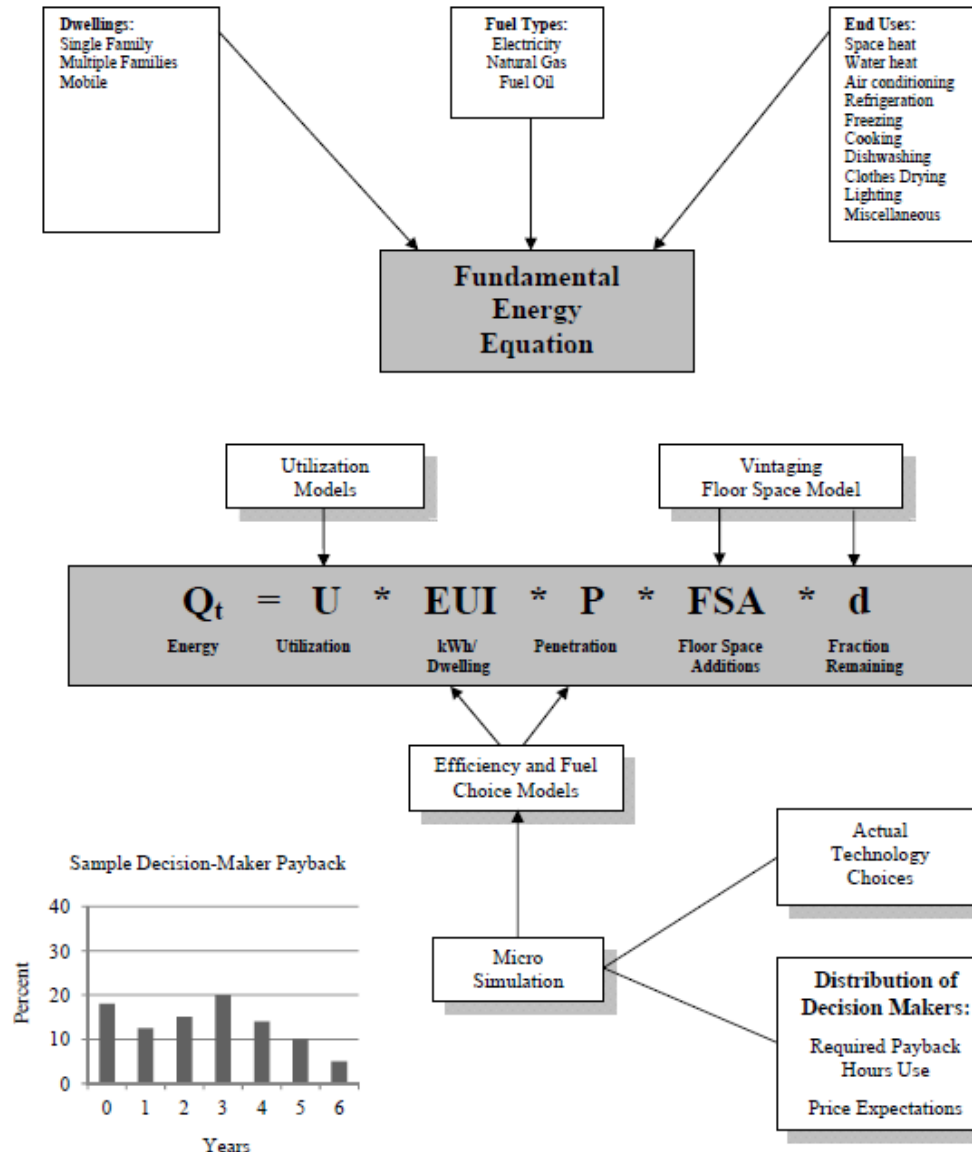 Dwellings:
Single Family
Multiple Families
Mobile
Fuel Types:
Electricity
Natural Gas
Fuel Oil
End Uses:
Space heat
Water heat
Air conditioning
Refrigeration
Freezing
Cooking
Dishwashing
Clothes Drying
Lighting
Miscellaneous
Fundamental
Energy
Equation
Utilization
Models
Vintaging
Floor Space Model
Qt = U * EUI * P * FSA * d
Energy Utilization kWh/ Penetration Floor Space Fraction
Dwelling Additions Remaining
Efficiency and Fuel
Choice Models
Actual
Technology
Choices
Micro
Simulation
Distribution of
Decision Makers:
Required Payback
Hours Use
Price Expectations
Sample Decision-Maker Payback
Percent
40
30
20
10
0
0 1 2 3 4 5 6
Years